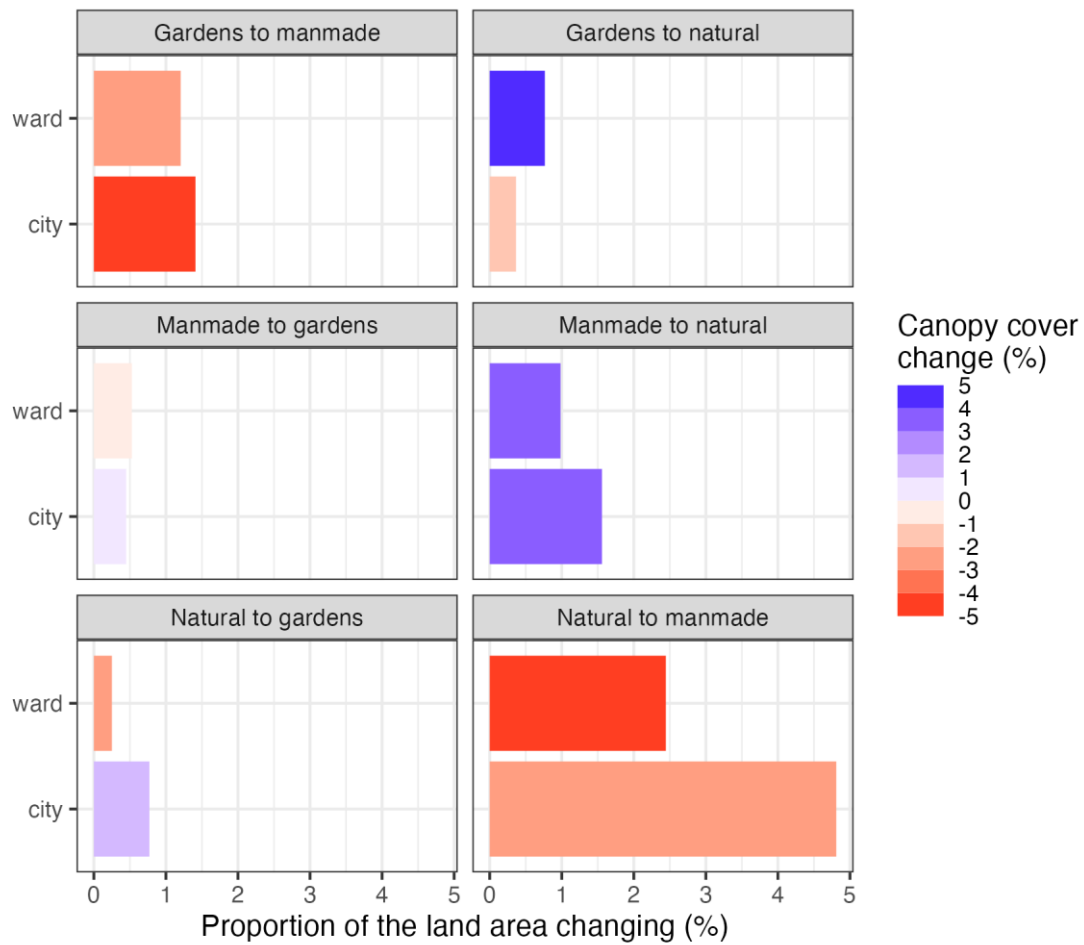 Gardens to manmade
Gardens to natural
ward
city
Manmade to gardens
Manmade to natural
ward
city
Natural to gardens
Natural to manmade
ward
city
0 1 2 3 4 5
0 1 2 3 4 5
Proportion of the land area changing (%)
Canopy cover
change (%)
5
4
3
2
1
0
-1
-2
-3
-4
-5